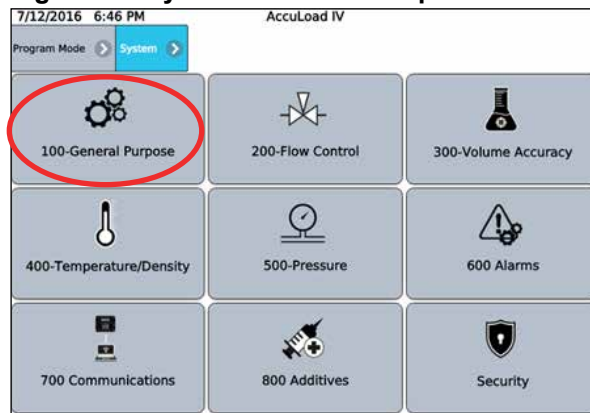 7/12/2016 6:46 PM AccuLoad IV
Program Mode System
100-General Purpose 200-Flow Control 300-Volume Accuracy
400-Temperature/Density 500-Pressure 600 Alarms
700 Communications 800 Additives Security